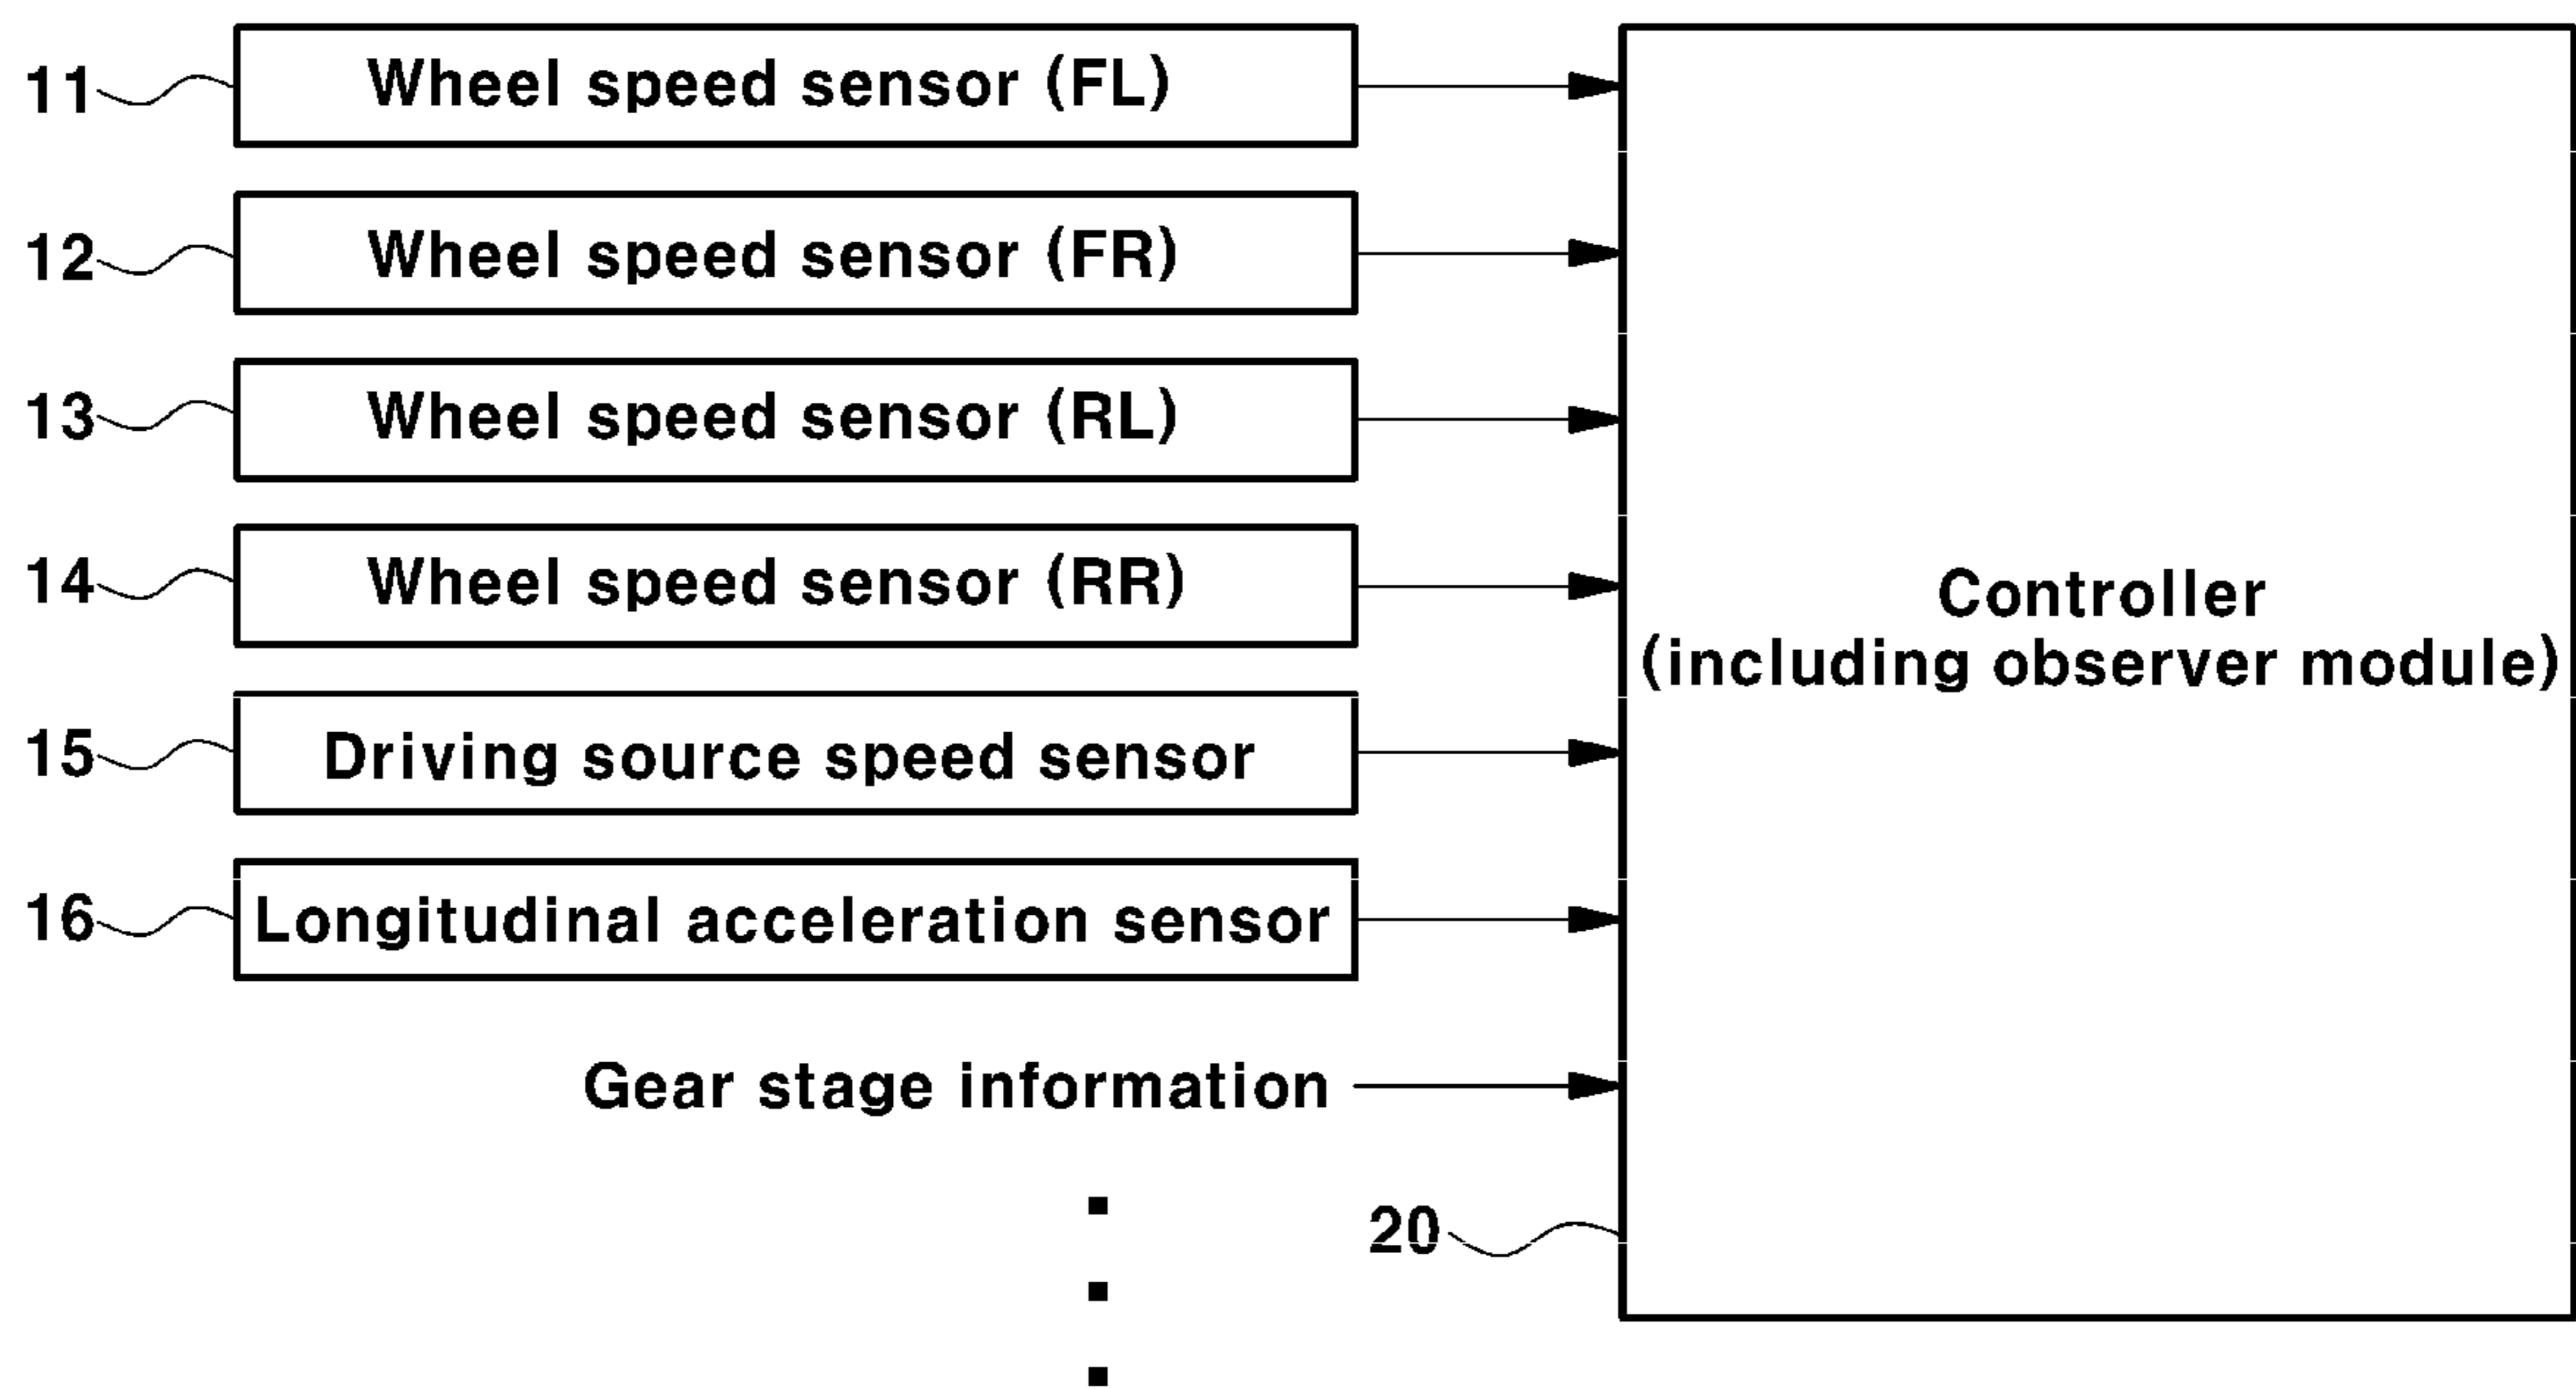 11 Wheel speed sensor (FL)
12 Wheel speed sensor (FR)
13 Wheel speed sensor (RL)
14 Wheel speed sensor (RR)
Controller
(including observer module)
15 Driving source speed sensor
16 Longitudinal acceleration sensor
Gear stage information
20